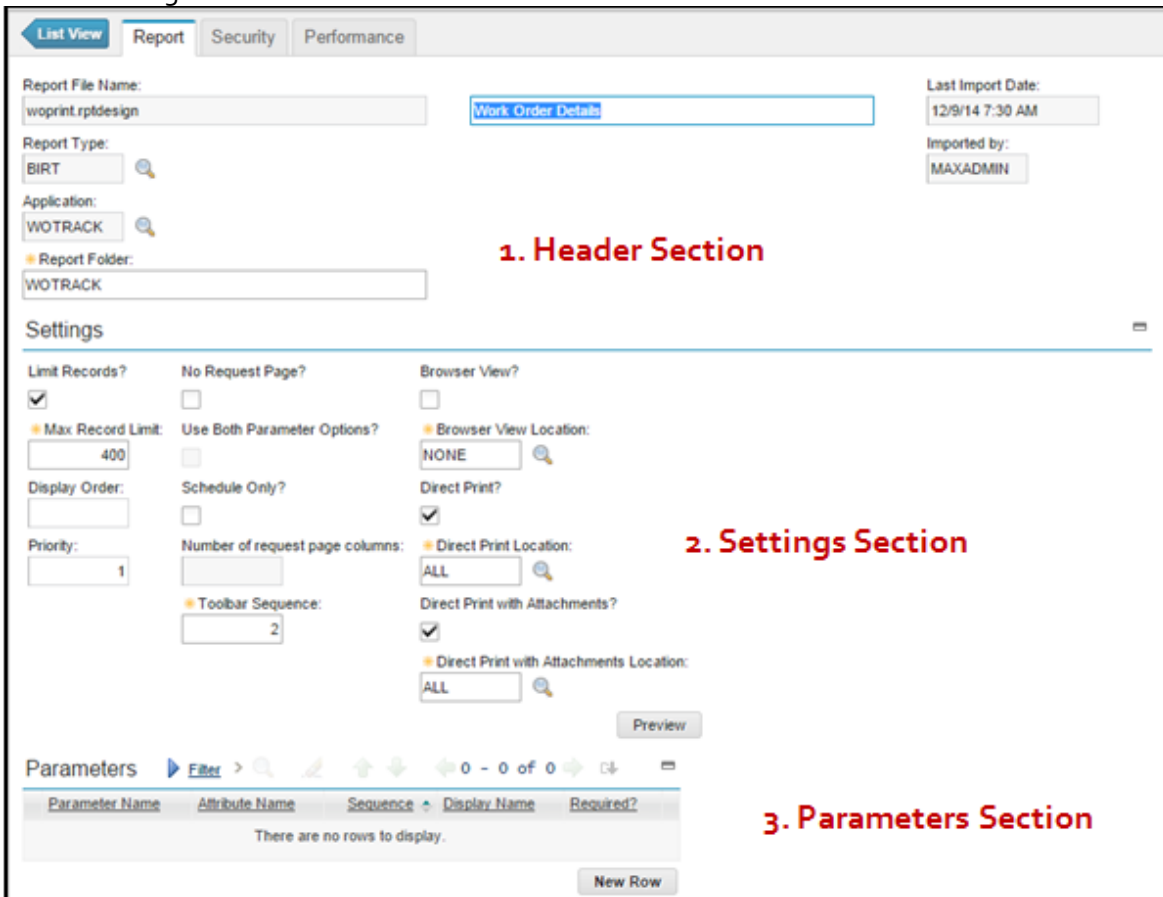 List View Report Security Performance
Report File Name: Last Import Date:
woprint.rptdesign Work Order Details 12/9/14 7:30 AM
Report Type: Imported by:
BIRT MAXADMIN
Application:
WOTRACK
1. Header Section
Report Folder:
WOTRACK
Settings
Limit Records? No Request Page? Browser View?
Max Record Limit: Use Both Parameter Options? Browser View Location:
400 NONE
Display Order: Schedule Only? Direct Print?
2. Settings Section
Priority: Number of request page columns: Direct Print Location:
1 ALL
Toolbar Sequence: Direct Print with Attachments?
2
Direct Print with Attachments Location:
ALL
Preview
Parameters Filter > 0 - 0 of 0
Parameter Name Attribute Name Sequence Display Name Required?
3. Parameters Section
There are no rows to display.
New Row